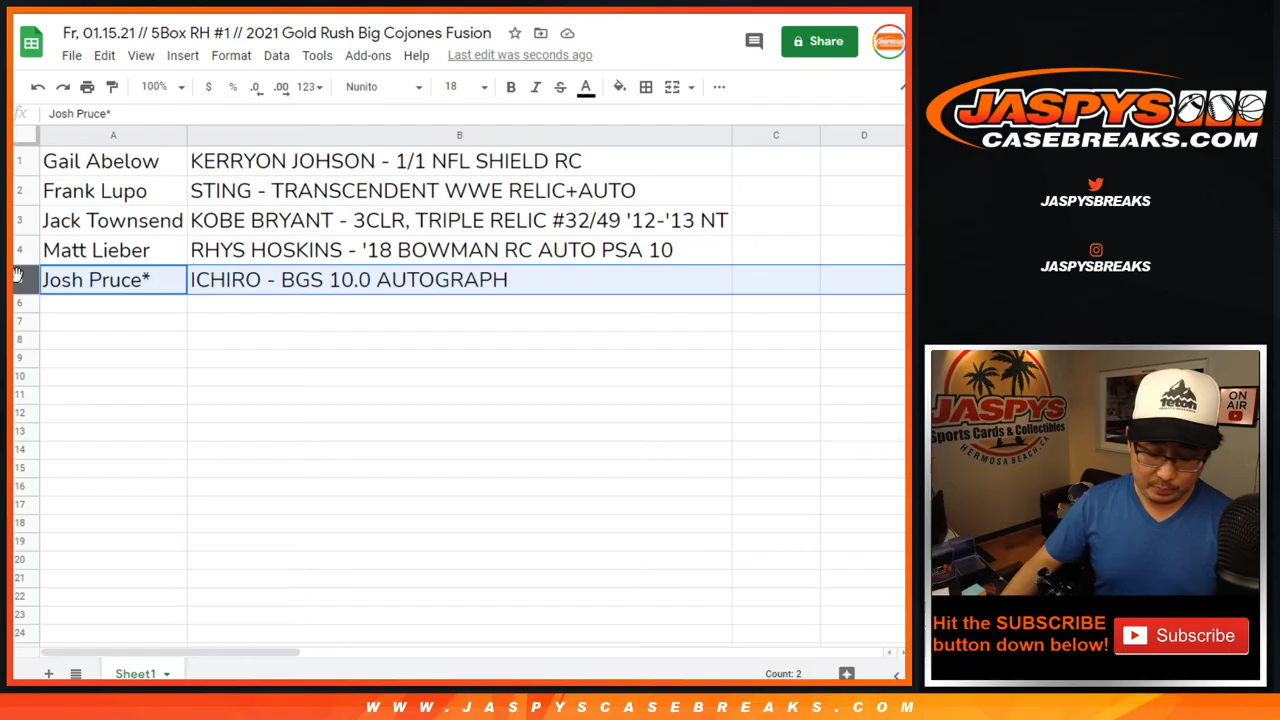 Fr, 01.15.21 // 5Box RH #1 // 2021 Gold Rush Big Cojones Fusion
File Edit View Insert Format Data Tools Add-ons Help Last edit was seconds ago
Share
100% $ % .0 .00 123 Nunito 18 B I S A
fx Josh Pruce*
A B C D
1 Gail Abelow KERRYON JOHSON - 1/1 NFL SHIELD RC
2 Frank Lupo STING - TRANSCENDENT WWE RELIC+AUTO
3 Jack Townsend KOBE BRYANT - 3CLR, TRIPLE RELIC #32/49 '12-'13 NT
4 Matt Lieber RHYS HOSKINS - '18 BOWMAN RC AUTO PSA 10
Josh Pruce* ICHIRO - BGS 10.0 AUTOGRAPH
6
7
8
9
10
11
12
13
14
15
16
17
18
19
20
21
22
23
24
Sheet1
Count: 2
JASPYS
CASEBREAKS.COM
JASPYSBREAKS
JASPYSBREAKS
JASPYS
Sports Cards & Collectibles
HERMOSA BEACH, CA
Teton
ON
AIR
Hit the SUBSCRIBE
button down below!
Subscribe
WWW.JASPYSCASEBREAKS.COM